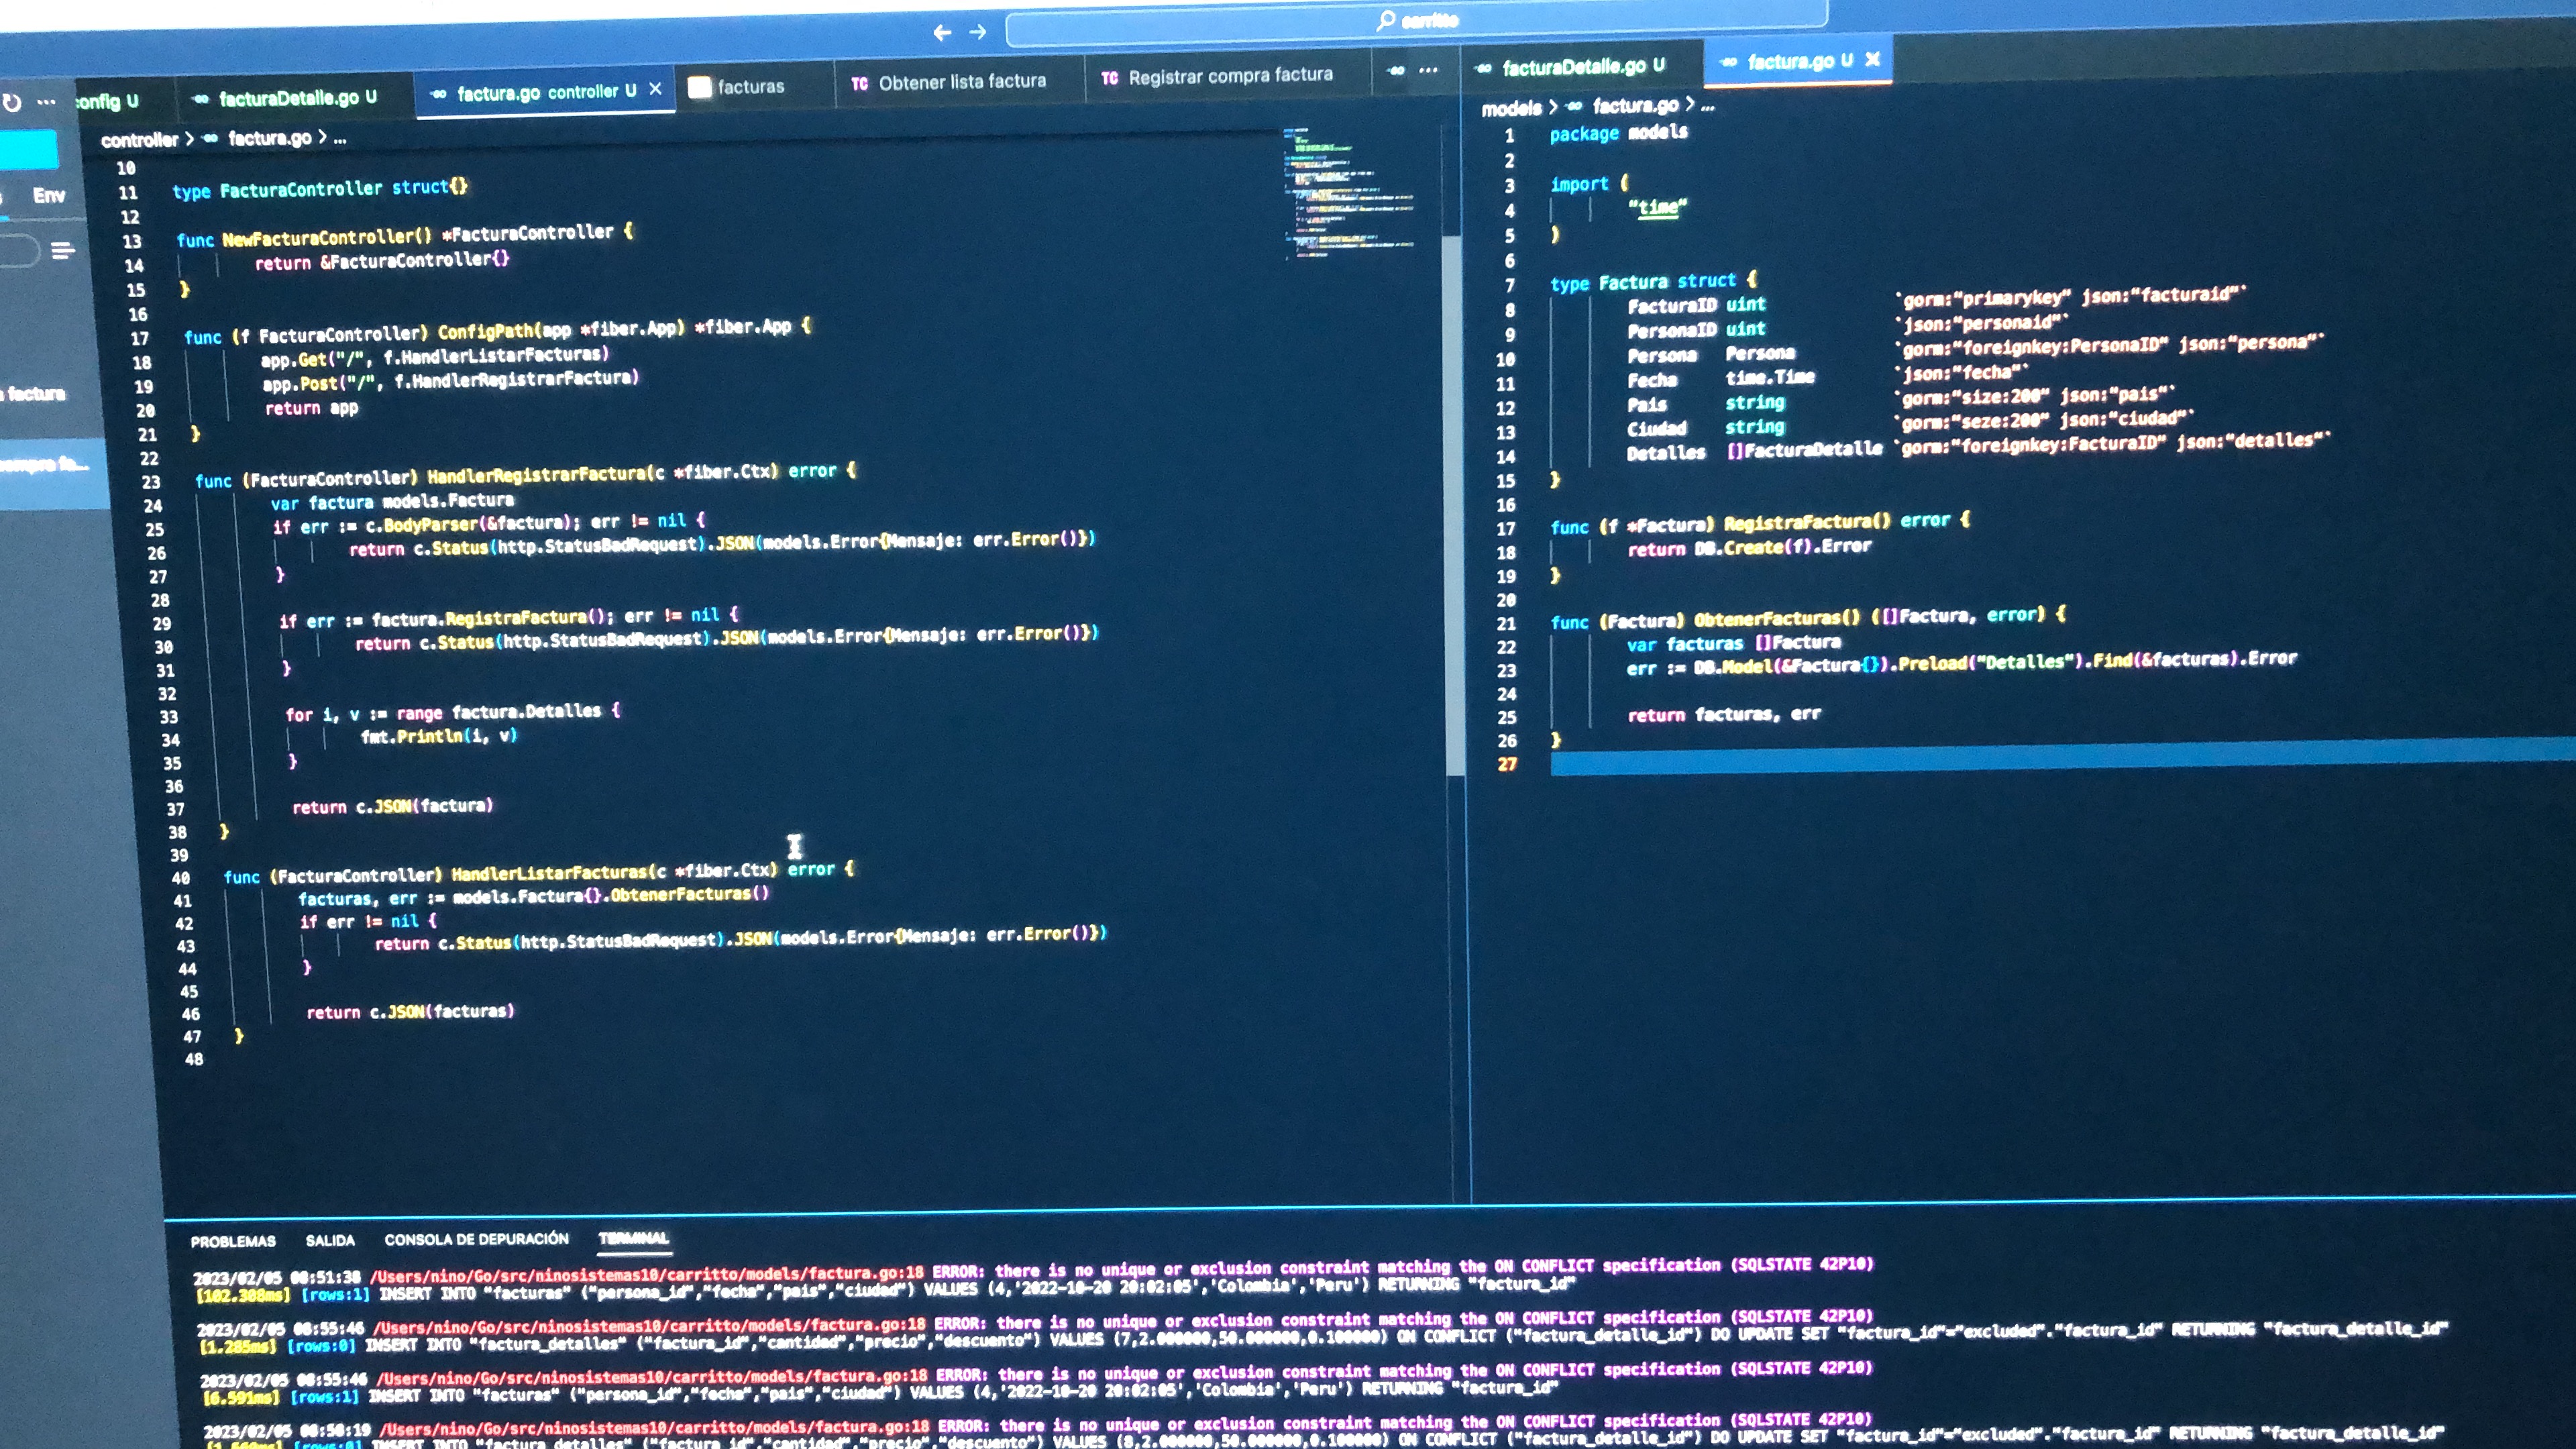 carritto
config U
facturaDetalle.go U
factura.go controller U
facturas
TC Obtener lista factura
TC Registrar compra factura
...
Env
factura
controller > factura.go > ...
10
11 type FacturaController struct{}
12
13 func NewFacturaController() *FacturaController {
14 return &FacturaController{}
15 }
16
17 func (f FacturaController) ConfigPath(app *fiber.App) *fiber.App {
18 app.Get("/", f.HandlerListarFacturas)
19 app.Post("/", f.HandlerRegistrarFactura)
20 return app
21 }
22
23 func (FacturaController) HandlerRegistrarFactura(c *fiber.Ctx) error {
24 var factura models.Factura
25 if err := c.BodyParser(&factura); err != nil {
26 return c.Status(http.StatusBadRequest).JSON(models.Error{Mensaje: err.Error()})
27 }
28
29 if err := factura.RegistraFactura(); err != nil {
30 return c.Status(http.StatusBadRequest).JSON(models.Error{Mensaje: err.Error()})
31 }
32
33 for i, v := range factura.Detalles {
34 fmt.Println(i, v)
35 }
36
37 return c.JSON(factura)
38 }
39
40 func (FacturaController) HandlerListarFacturas(c *fiber.Ctx) error {
41 facturas, err := models.Factura{}.ObtenerFacturas()
42 if err != nil {
43 return c.Status(http.StatusBadRequest).JSON(models.Error{Mensaje: err.Error()})
44 }
45
46 return c.JSON(facturas)
47 }
48
facturaDetalle.go U
factura.go U
models > factura.go > ...
1 package models
2
3 import (
4 "time"
5 )
6
7 type Factura struct {
8 FacturaID uint `gorm:"primarykey" json:"facturaid"`
9 PersonaID uint `json:"personaid"`
10 Persona Persona `gorm:"foreignkey:PersonaID" json:"persona"`
11 Fecha time.Time `json:"fecha"`
12 Pais string `gorm:"size:200" json:"pais"`
13 Ciudad string `gorm:"seze:200" json:"ciudad"`
14 Detalles []FacturaDetalle `gorm:"foreignkey:FacturaID" json:"detalles"`
15 }
16
17 func (f *Factura) RegistraFactura() error {
18 return DB.Create(f).Error
19 }
20
21 func (Factura) ObtenerFacturas() ([]Factura, error) {
22 var facturas []Factura
23 err := DB.Model(&Factura{}).Preload("Detalles").Find(&facturas).Error
24
25 return facturas, err
26 }
27
PROBLEMAS SALIDA CONSOLA DE DEPURACIÓN TERMINAL
2023/02/05 08:51:38 /Users/nino/Go/src/ninosistemas10/carritto/models/factura.go:18 ERROR: there is no unique or exclusion constraint matching the ON CONFLICT specification (SQLSTATE 42P10)
[102.308ms] [rows:1] INSERT INTO "facturas" ("persona_id","fecha","pais","ciudad") VALUES (4,'2022-10-20 20:02:05','Colombia','Peru') RETURNING "factura_id"
2023/02/05 08:55:46 /Users/nino/Go/src/ninosistemas10/carritto/models/factura.go:18 ERROR: there is no unique or exclusion constraint matching the ON CONFLICT specification (SQLSTATE 42P10)
[1.285ms] [rows:0] INSERT INTO "factura_detalles" ("factura_id","cantidad","precio","descuento") VALUES (7,2.000000,50.000000,0.100000) ON CONFLICT ("factura_detalle_id") DO UPDATE SET "factura_id"="excluded"."factura_id" RETURNING "factura_detalle_id"
2023/02/05 08:55:46 /Users/nino/Go/src/ninosistemas10/carritto/models/factura.go:18 ERROR: there is no unique or exclusion constraint matching the ON CONFLICT specification (SQLSTATE 42P10)
[6.591ms] [rows:1] INSERT INTO "facturas" ("persona_id","fecha","pais","ciudad") VALUES (4,'2022-10-20 20:02:05','Colombia','Peru') RETURNING "factura_id"
2023/02/05 08:58:19 /Users/nino/Go/src/ninosistemas10/carritto/models/factura.go:18 ERROR: there is no unique or exclusion constraint matching the ON CONFLICT specification (SQLSTATE 42P10)
[rows:0] INSERT INTO "factura_detalles" ("factura_id","cantidad","precio","descuento") VALUES (8,2.000000,50.000000,0.100000) ON CONFLICT ("factura_detalle_id") DO UPDATE SET "factura_id"="excluded"."factura_id" RETURNING "factura_detalle_id"